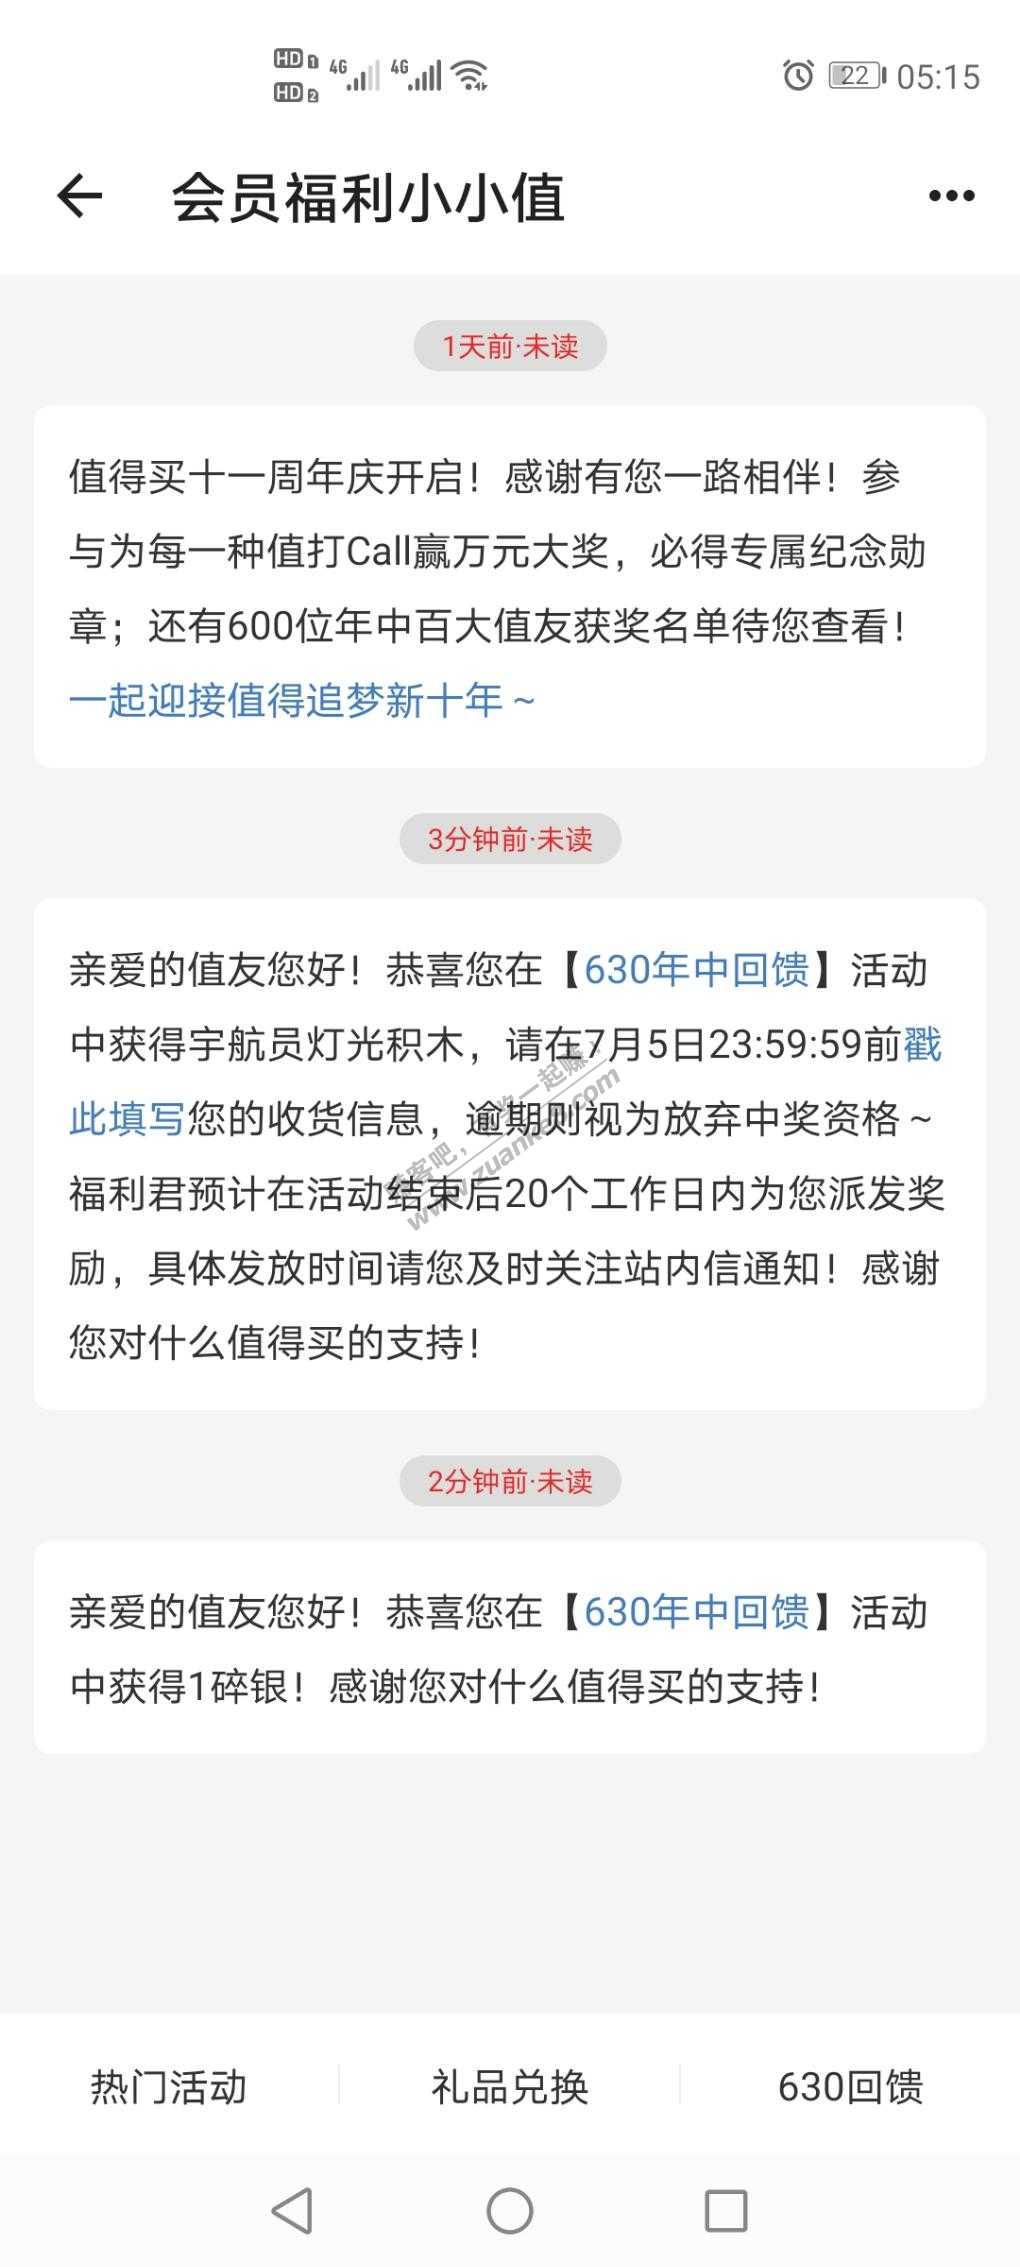 HD 1 4G 4G 22 05:15
HD 2
会员福利小小值
1天前·未读
值得买十一周年庆开启！感谢有您一路相伴！参
与为每一种值打Call赢万元大奖，必得专属纪念勋
章；还有600位年中百大值友获奖名单待您查看！
一起迎接值得追梦新十年～
3分钟前·未读
亲爱的值友您好！恭喜您在【630年中回馈】活动
中获得宇航员灯光积木，请在7月5日23:59:59前戳
此填写您的收货信息，逾期则视为放弃中奖资格～
福利君预计在活动结束后20个工作日内为您派发奖
励，具体发放时间请您及时关注站内信通知！感谢
您对什么值得买的支持！
www.zuanke8.com
2分钟前·未读
亲爱的值友您好！恭喜您在【630年中回馈】活动
中获得1碎银！感谢您对什么值得买的支持！
热门活动
礼品兑换
630回馈